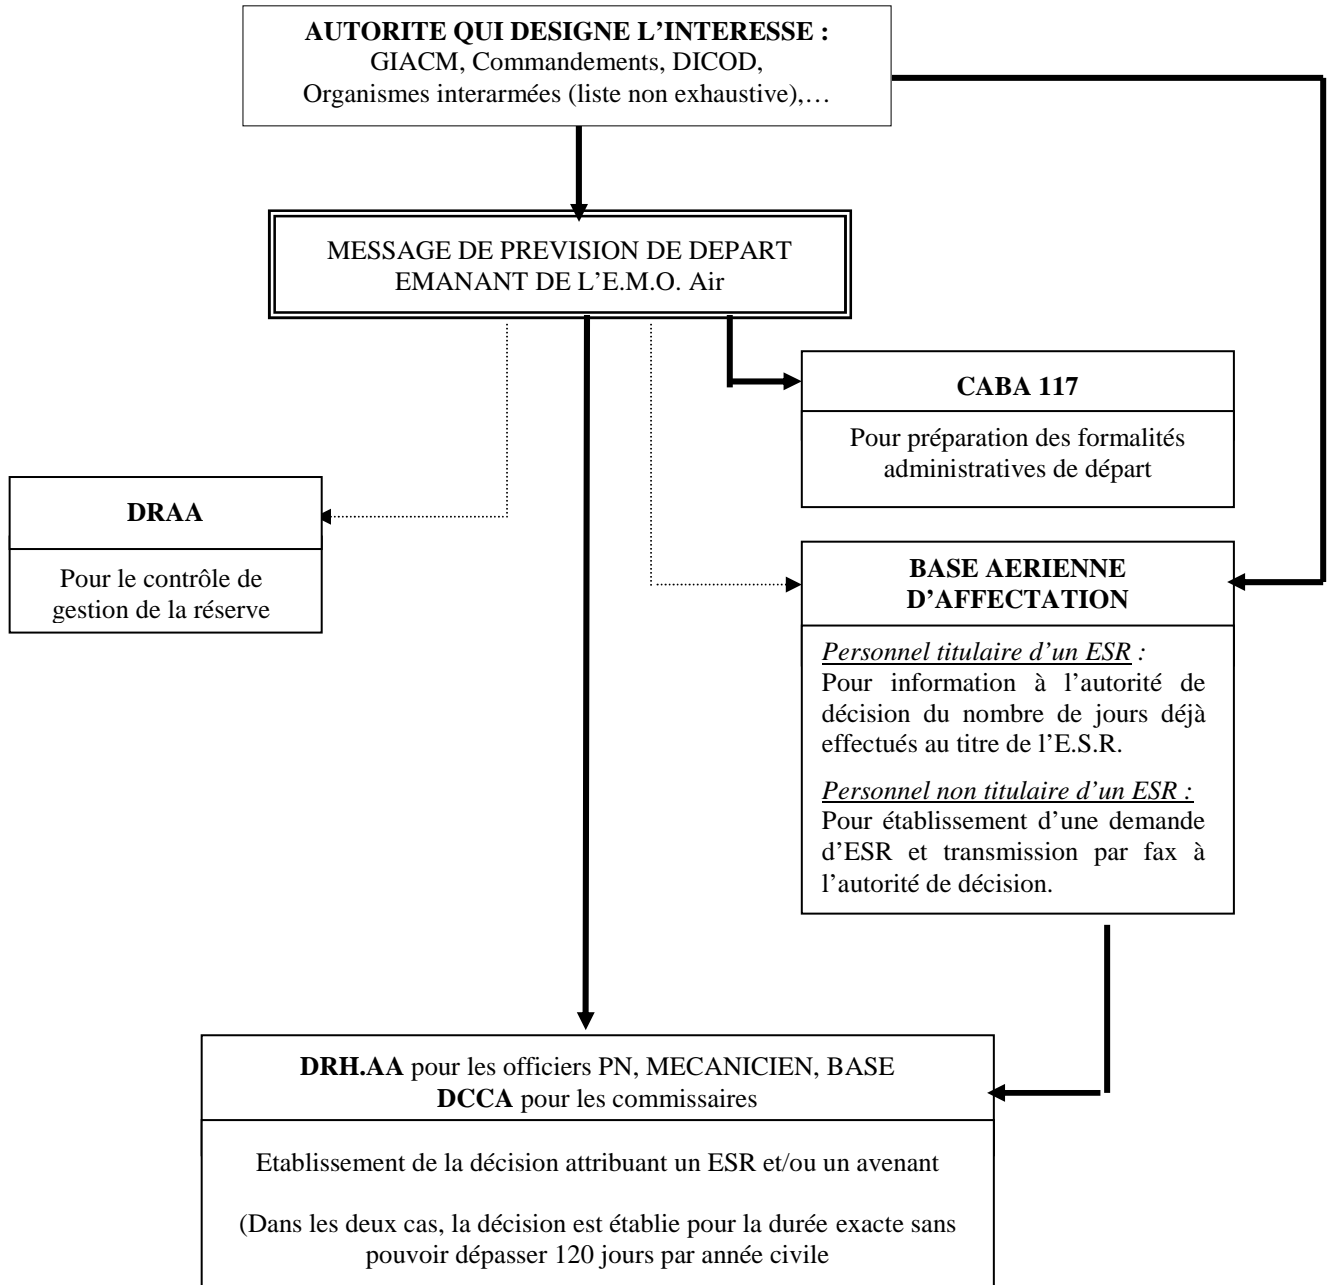 AUTORITE QUI DESIGNE L'INTERESSE :
GIACM, Commandements, DICOD,
Organismes interarmées (liste non exhaustive),…
MESSAGE DE PREVISION DE DEPART
EMANANT DE L'E.M.O. Air
CABA 117
Pour préparation des formalités
administratives de départ
DRAA
Pour le contrôle de
gestion de la réserve
BASE AERIENNE
D'AFFECTATION
Personnel titulaire d'un ESR :
Pour information à l'autorité de
décision du nombre de jours déjà
effectués au titre de l'E.S.R.
Personnel non titulaire d'un ESR :
Pour établissement d'une demande
d'ESR et transmission par fax à
l'autorité de décision.
DRH.AA pour les officiers PN, MECANICIEN, BASE
DCCA pour les commissaires
Etablissement de la décision attribuant un ESR et/ou un avenant
(Dans les deux cas, la décision est établie pour la durée exacte sans
pouvoir dépasser 120 jours par année civile